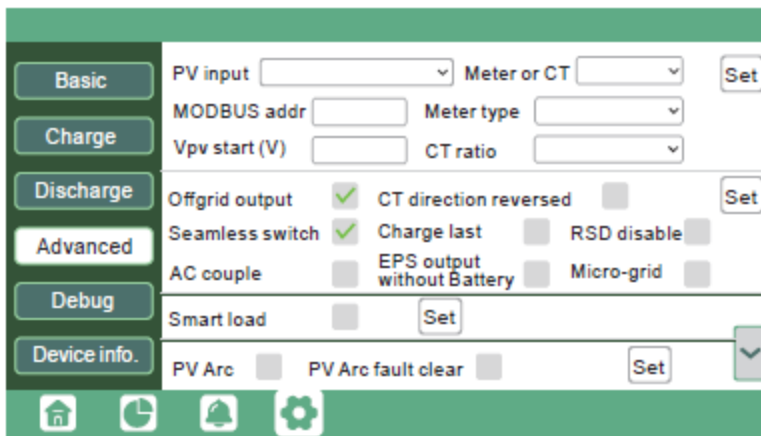 Basic
Charge
Discharge
Advanced
Debug
Device info.
PV input Meter or CT Set
MODBUS addr Meter type
Vpv start (V) CT ratio
Offgrid output CT direction reversed Set
Seamless switch Charge last RSD disable
AC couple EPS output without Battery Micro-grid
Smart load Set
PV Arc PV Arc fault clear Set